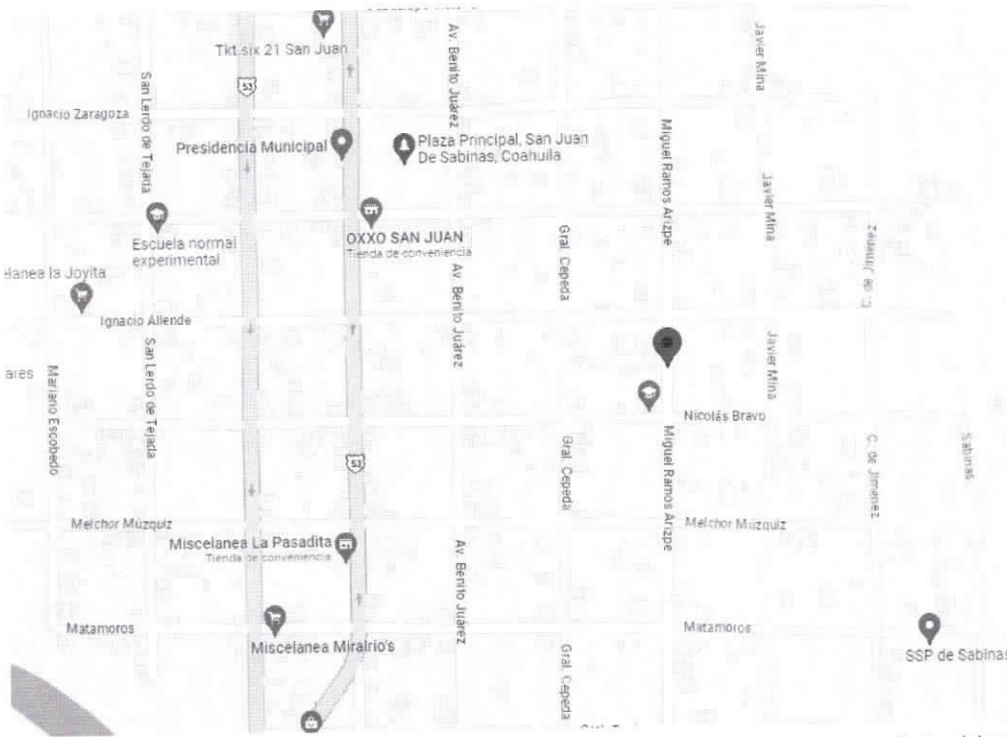 Tkt six 21 San Juan
Av. Benito Juárez
Javier Mina
53
San Lerdo de Tejada
Ignacio Zaragoza
Presidencia Municipal
Plaza Principal, San Juan
De Sabinas, Coahuila
Miguel Ramos Arizpe
Javier Mina
OXXO SAN JUAN
Tienda de conveniencia
Escuela normal
experimental
Gral. Cepeda
C. de Jimenez
elanea la Joyita
Av. Benito Juárez
Ignacio Allende
San Lerdo de Tejada
Javier Mina
ares
Mariano Escobedo
Nicolás Bravo
53
Gral. Cepeda
Miguel Ramos Arizpe
C. de Jimenez
Sabinas
Melchor Múzquiz
Melchor Múzquiz
Miscelanea La Pasadita
Tienda de conveniencia
Av. Benito Juárez
Matamoros
Matamoros
Miscelanea Miralrio's
Gral. Cepeda
SSP de Sabinas